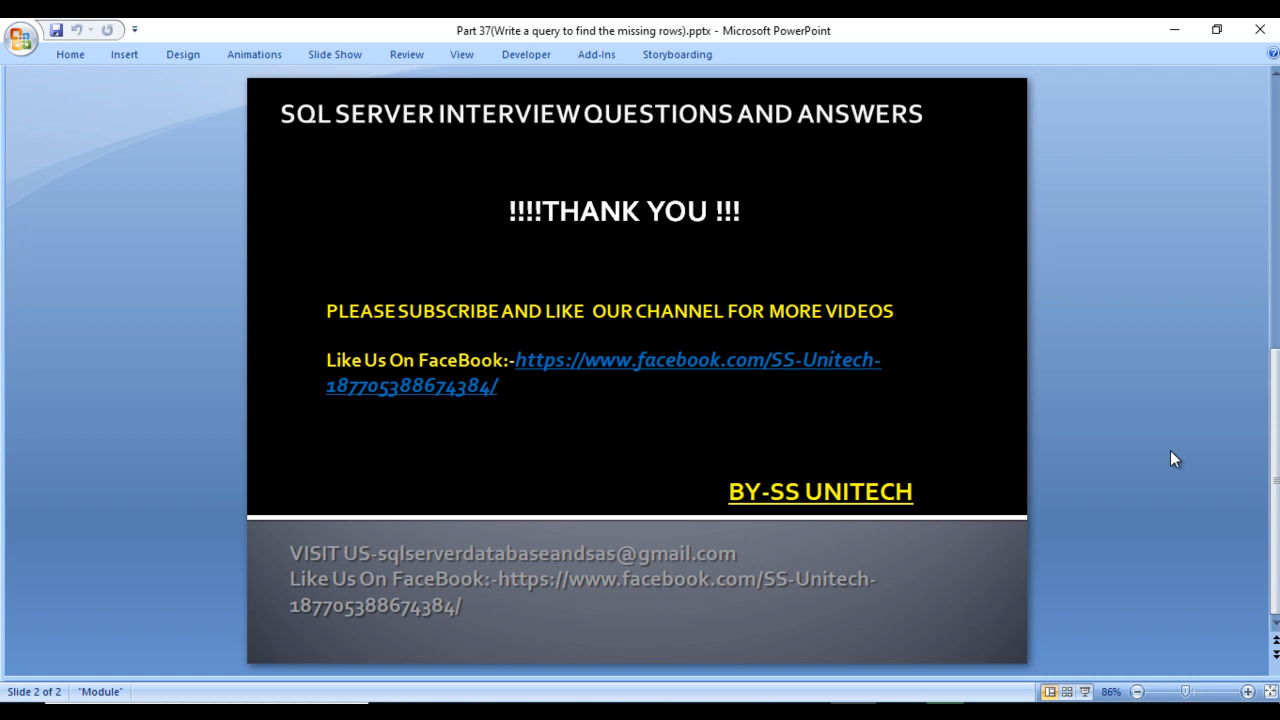 Part 37(Write a query to find the missing rows).pptx - Microsoft PowerPoint
Home Insert Design Animations Slide Show Review View Developer Add-Ins Storyboarding
SQL SERVER INTERVIEW QUESTIONS AND ANSWERS
!!!!THANK YOU !!!
PLEASE SUBSCRIBE AND LIKE OUR CHANNEL FOR MORE VIDEOS
Like Us On FaceBook:-https://www.facebook.com/SS-Unitech-
187705388674384/
BY-SS UNITECH
VISIT US-sqlserverdatabaseandsas@gmail.com
Like Us On FaceBook:-https://www.facebook.com/SS-Unitech-
187705388674384/
Slide 2 of 2 "Module" 86%